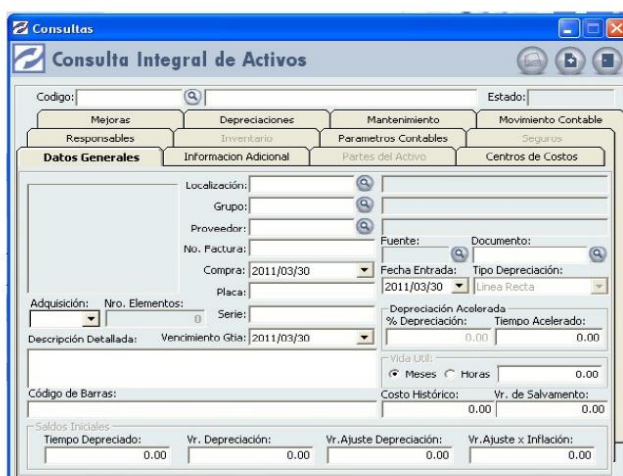 Consultas
Consulta Integral de Activos
Codigo: Estado:
Mejoras Depreciaciones Mantenimiento Movimiento Contable
Responsables Inventario Parametros Contables Seguros
Datos Generales Informacion Adicional Partes del Activo Centros de Costos
Localización:
Grupo:
Proveedor:
No. Factura: Fuente: Documento:
Compra: 2011/03/30 Fecha Entrada: Tipo Depreciación:
Placa: 2011/03/30 Linea Recta
Adquisición: Nro. Elementos: Serie: Depreciación Acelerada
0 % Depreciación: Tiempo Acelerado:
Descripción Detallada: Vencimiento Gtia: 2011/03/30 0.00 0.00
Vida Util:
Meses Horas 0.00
Código de Barras: Costo Histórico: Vr. de Salvamento:
0.00 0.00
Saldos Iniciales
Tiempo Depreciado: Vr. Depreciación: Vr.Ajuste Depreciación: Vr.Ajuste x Inflación:
0.00 0.00 0.00 0.00